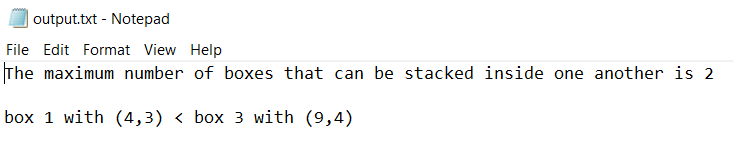 output.txt - Notepad
File Edit Format View Help
The maximum number of boxes that can be stacked inside one another is 2
box 1 with (4,3) < box 3 with (9,4)